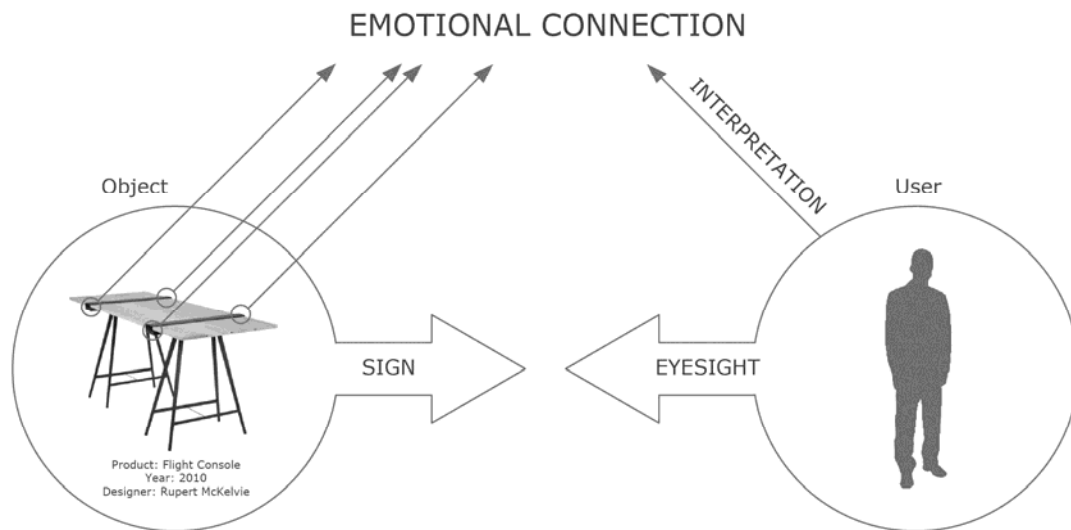 EMOTIONAL CONNECTION
INTERPRETATION
Object
User
SIGN
EYESIGHT
Product: Flight Console
Year: 2010
Designer: Rupert McKelvie